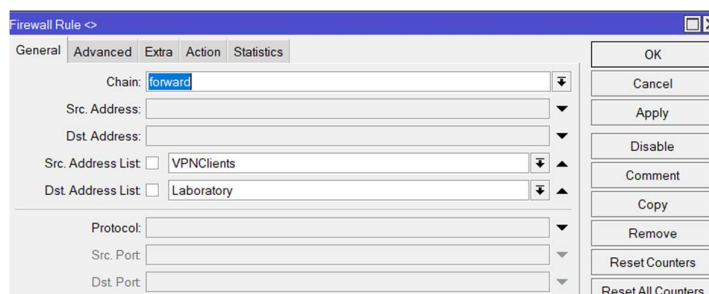 Firewall Rule <>
General Advanced Extra Action Statistics
OK
Chain: forward
Cancel
Src. Address:
Apply
Dst. Address:
Disable
Src. Address List: VPNClients
Comment
Dst. Address List: Laboratory
Copy
Protocol:
Remove
Src. Port:
Reset Counters
Dst. Port:
Reset All Counters